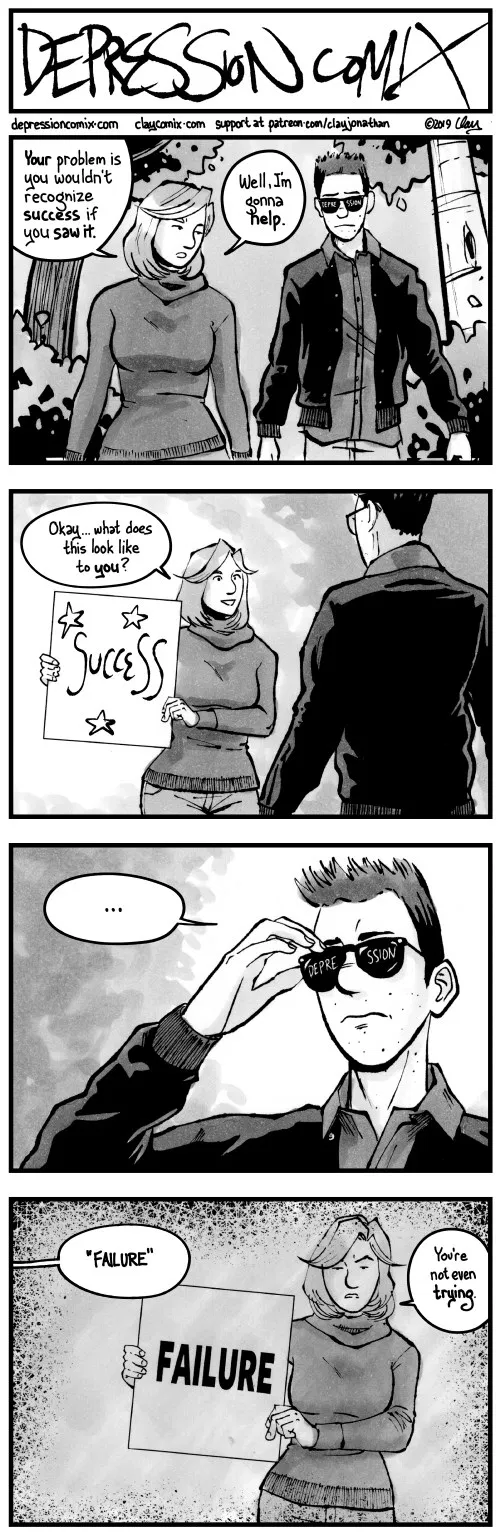 DEPRESSION COMIX
depressioncomix.com claycomix.com support at patreon.com/clayjonathan ©2019 Clay
Your problem is
you wouldn't
recognize
success if
you saw it.
Well, I'm
gonna
help.
DEPRE SSION
Okay... what does
this look like
to you?
SUCCESS
...
DEPRE SSION
"FAILURE"
FAILURE
You're
not even
trying.